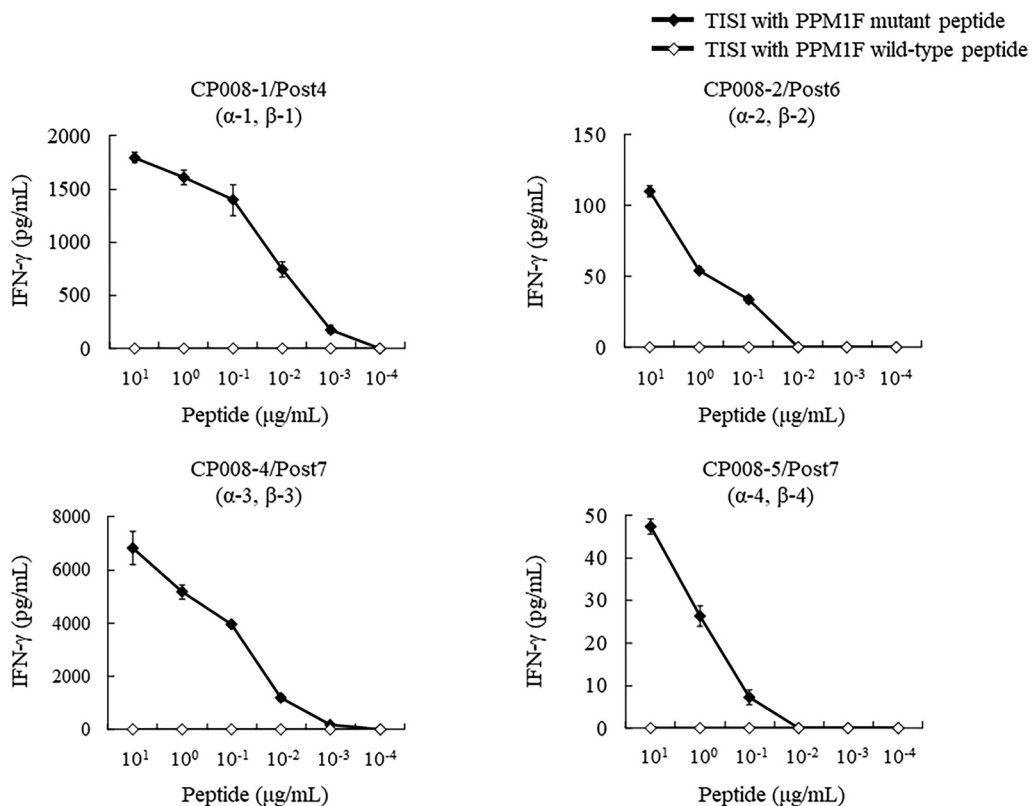 TISI with PPM1F mutant peptide
TISI with PPM1F wild-type peptide
CP008-1/Post4
(α-1, β-1)
IFN-γ (pg/mL)
2000
1500
1000
500
0
10¹ 10⁰ 10⁻¹ 10⁻² 10⁻³ 10⁻⁴
Peptide (μg/mL)
CP008-2/Post6
(α-2, β-2)
IFN-γ (pg/mL)
150
100
50
0
10¹ 10⁰ 10⁻¹ 10⁻² 10⁻³ 10⁻⁴
Peptide (μg/mL)
CP008-4/Post7
(α-3, β-3)
IFN-γ (pg/mL)
8000
6000
4000
2000
0
10¹ 10⁰ 10⁻¹ 10⁻² 10⁻³ 10⁻⁴
Peptide (μg/mL)
CP008-5/Post7
(α-4, β-4)
IFN-γ (pg/mL)
50
40
30
20
10
0
10¹ 10⁰ 10⁻¹ 10⁻² 10⁻³ 10⁻⁴
Peptide (μg/mL)